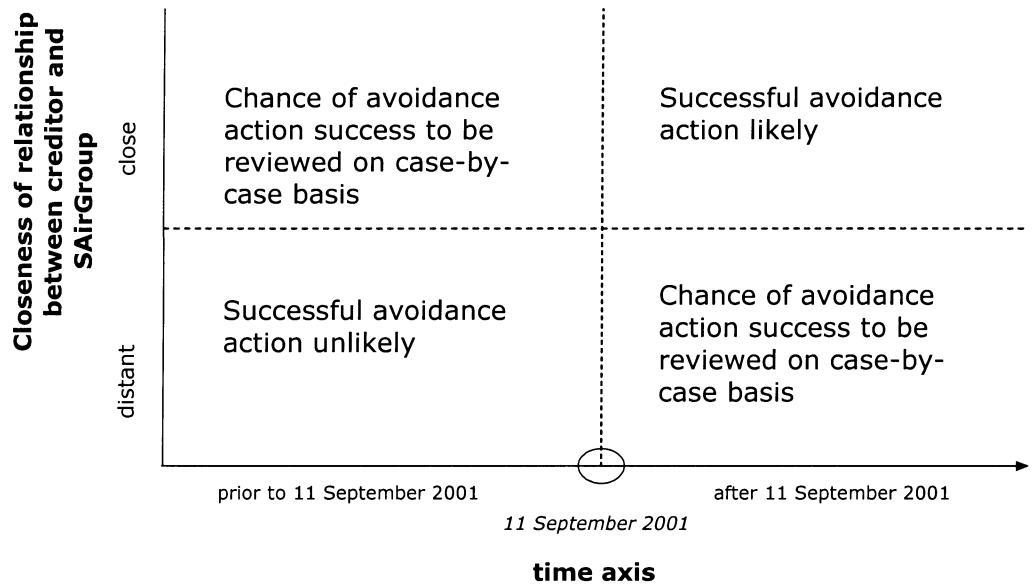 Closeness of relationship
between creditor and
SAirGroup
close
distant
Chance of avoidance
action success to be
reviewed on case-by-
case basis
Successful avoidance
action likely
Successful avoidance
action unlikely
Chance of avoidance
action success to be
reviewed on case-by-
case basis
prior to 11 September 2001
after 11 September 2001
11 September 2001
time axis